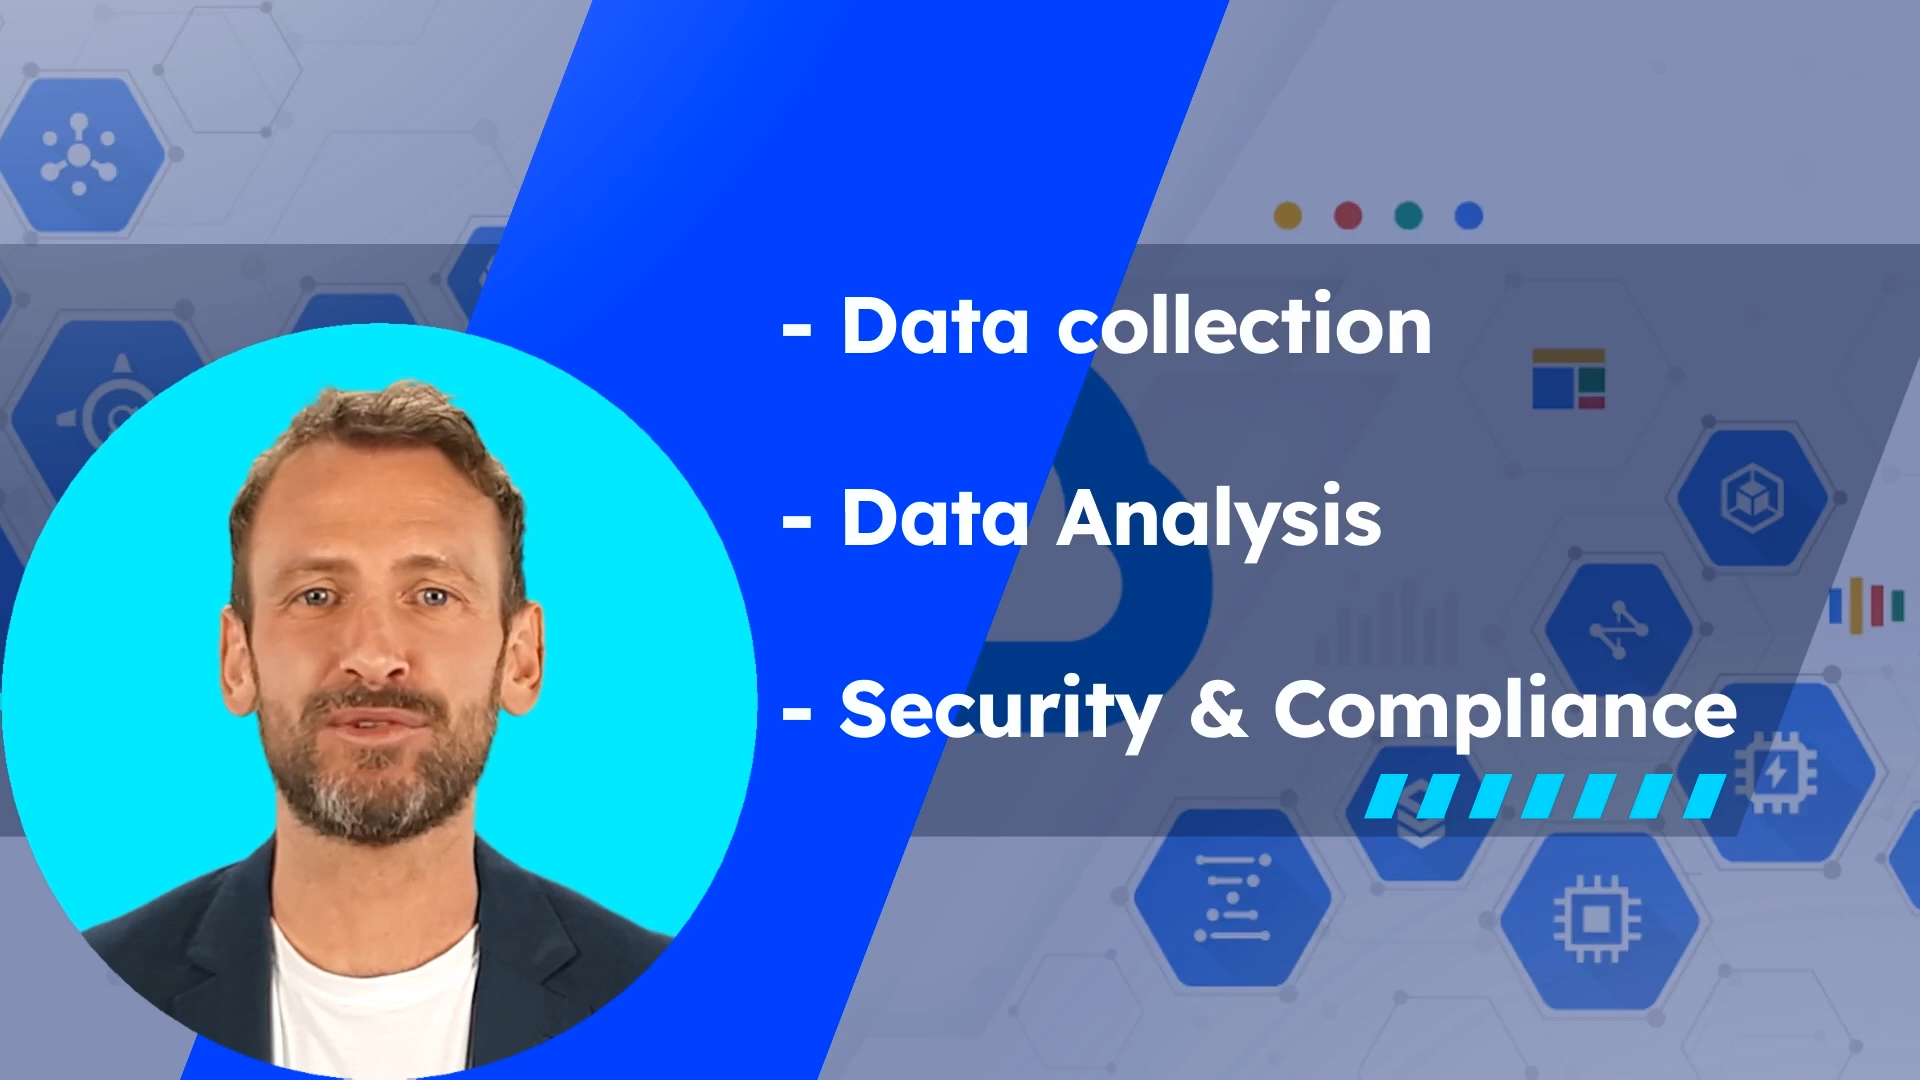 - Data collection
- Data Analysis
- Security & Compliance